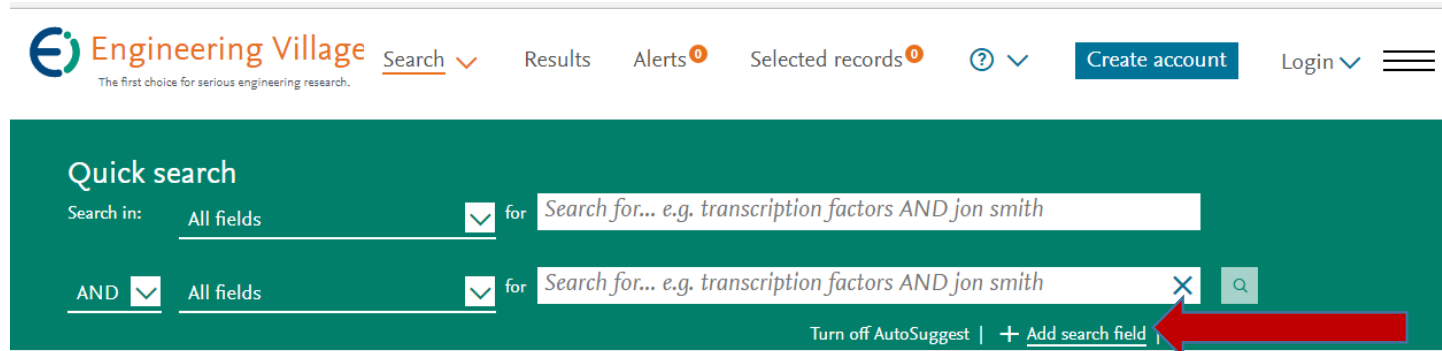 Engineering Village
The first choice for serious engineering research.
Search Results Alerts 0 Selected records 0 ? Create account Login
Quick search
Search in: All fields for Search for... e.g. transcription factors AND jon smith
AND All fields for Search for... e.g. transcription factors AND jon smith
Turn off AutoSuggest | + Add search field |